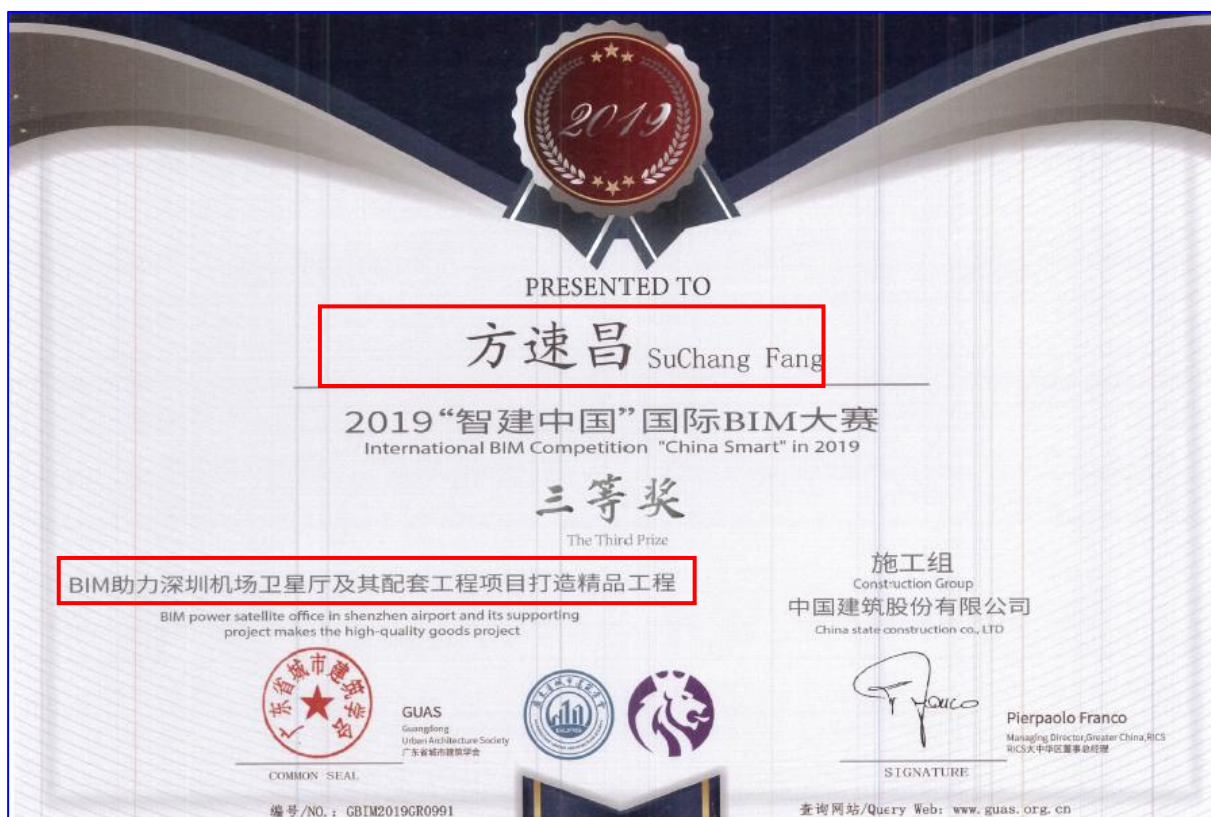 2019
PRESENTED TO
方速昌 SuChang Fang
2019“智建中国”国际BIM大赛
International BIM Competition "China Smart" in 2019
三等奖
The Third Prize
BIM助力深圳机场卫星厅及其配套工程项目打造精品工程
BIM power satellite office in shenzhen airport and its supporting
project makes the high-quality goods project
施工组
Construction Group
中国建筑股份有限公司
China state construction co., LTD
广东省城市建筑学会
GUAS
Guangdong
Urban Architecture Society
广东省城市建筑学会
COMMON SEAL
Pierpaolo Franco
Managing Director,Greater China,RICS
RICS大中华区董事总经理
SIGNATURE
编号/NO.: GBIM2019GR0991
查询网站/Query Web: www.guas.org.cn